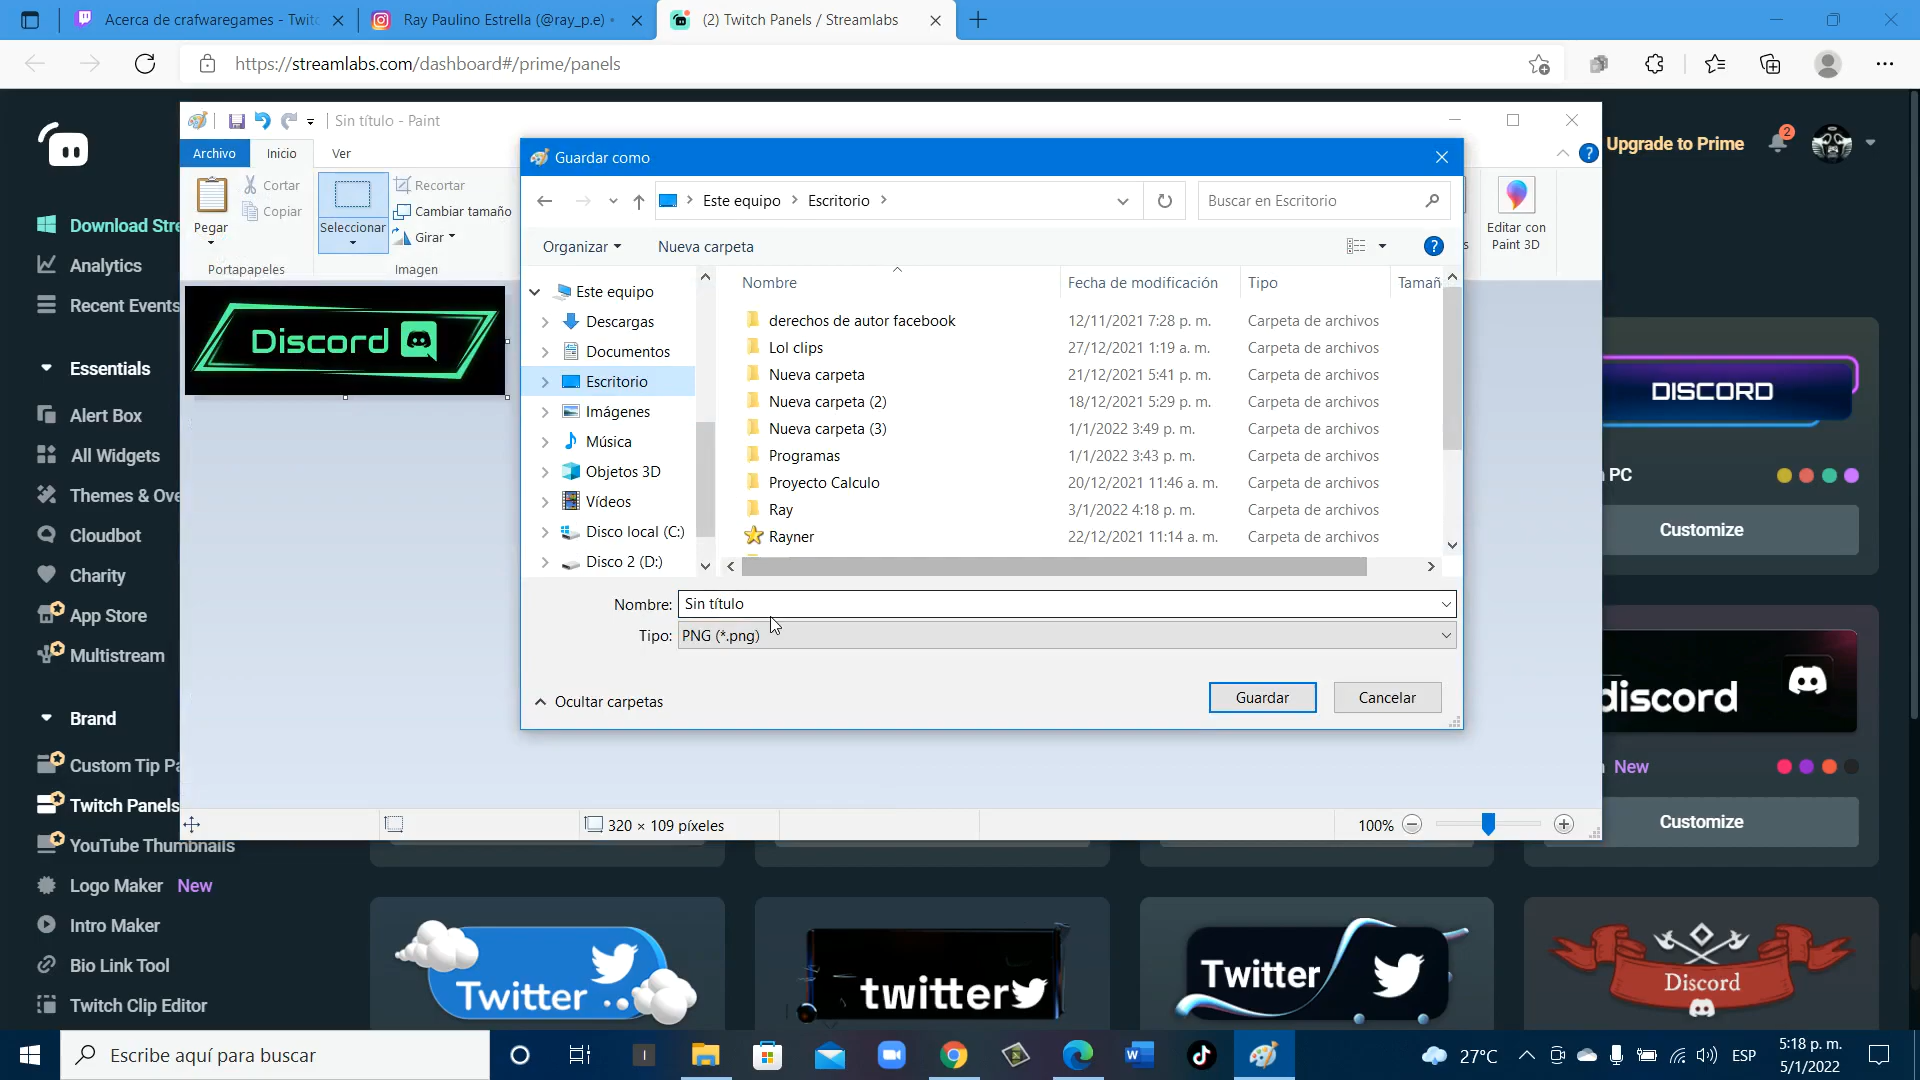 Acerca de crafwaregames - Twitc
Ray Paulino Estrella (@ray_p.e) •
(2) Twitch Panels / Streamlabs
https://streamlabs.com/dashboard#/prime/panels
Sin título - Paint
Archivo
Inicio
Ver
Cortar
Copiar
Pegar
Portapapeles
Seleccionar
Recortar
Cambiar tamaño
Girar
Imagen
Editar con
Paint 3D
Upgrade to Prime
2
Download Stre
Analytics
Recent Events
Essentials
Alert Box
All Widgets
Themes & Ove
Cloudbot
Charity
App Store
Multistream
Brand
Custom Tip Pa
Twitch Panels
YouTube Thumbnails
Logo Maker New
Intro Maker
Bio Link Tool
Twitch Clip Editor
Discord
Guardar como
Este equipo
Escritorio
Buscar en Escritorio
Organizar
Nueva carpeta
Este equipo
Descargas
Documentos
Escritorio
Imágenes
Música
Objetos 3D
Vídeos
Disco local (C:)
Disco 2 (D:)
Nombre Fecha de modificación Tipo Tamañ
derechos de autor facebook 12/11/2021 7:28 p. m. Carpeta de archivos
Lol clips 27/12/2021 1:19 a. m. Carpeta de archivos
Nueva carpeta 21/12/2021 5:41 p. m. Carpeta de archivos
Nueva carpeta (2) 18/12/2021 5:29 p. m. Carpeta de archivos
Nueva carpeta (3) 1/1/2022 3:49 p. m. Carpeta de archivos
Programas 1/1/2022 3:43 p. m. Carpeta de archivos
Proyecto Calculo 20/12/2021 11:46 a. m. Carpeta de archivos
Ray 3/1/2022 4:18 p. m. Carpeta de archivos
Rayner 22/12/2021 11:14 a. m. Carpeta de archivos
Nombre: Sin título
Tipo: PNG (*.png)
Ocultar carpetas
Guardar
Cancelar
320 × 109 píxeles
100%
DISCORD
PC
Customize
discord
New
Customize
Twitter
twitter
Twitter
Discord
Escribe aquí para buscar
27°C
ESP
5:18 p. m.
5/1/2022